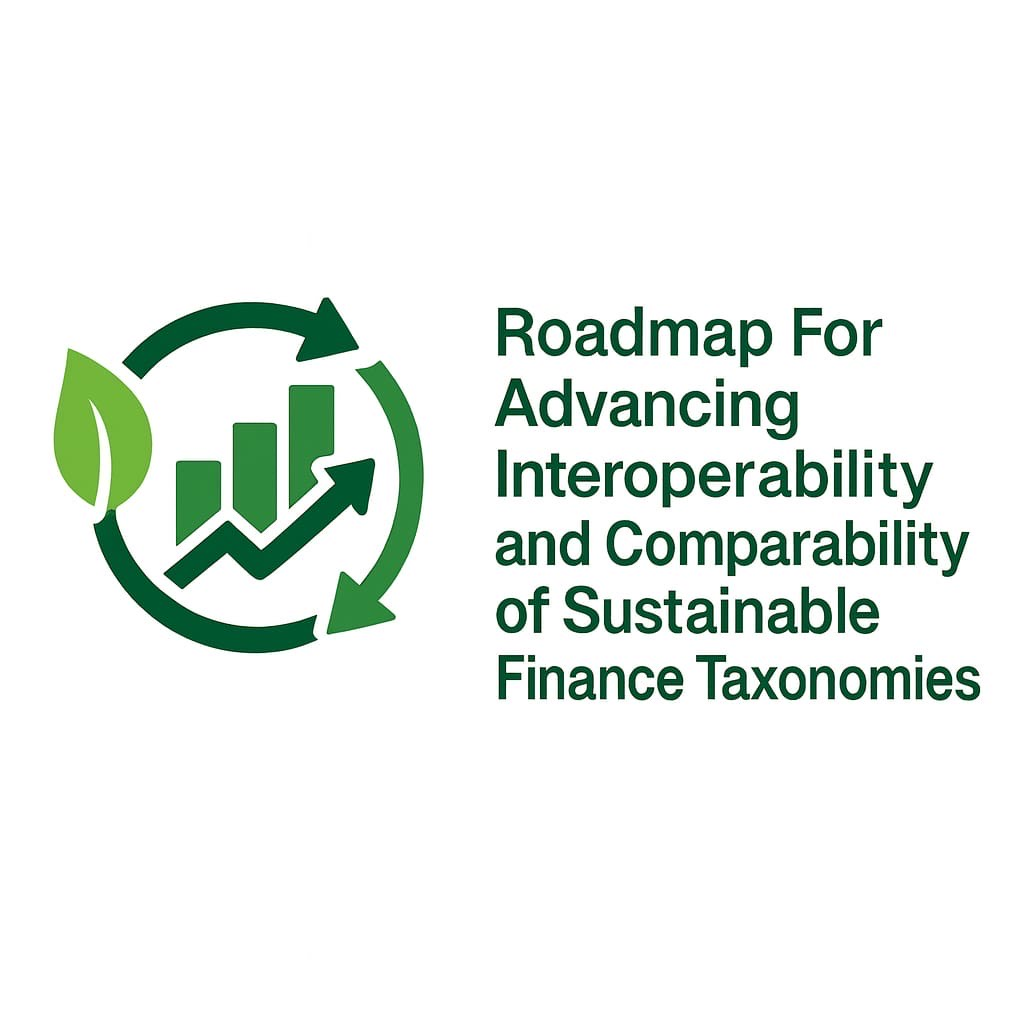 Roadmap For
Advancing
Interoperability
and Comparability
of Sustainable
Finance Taxonomies